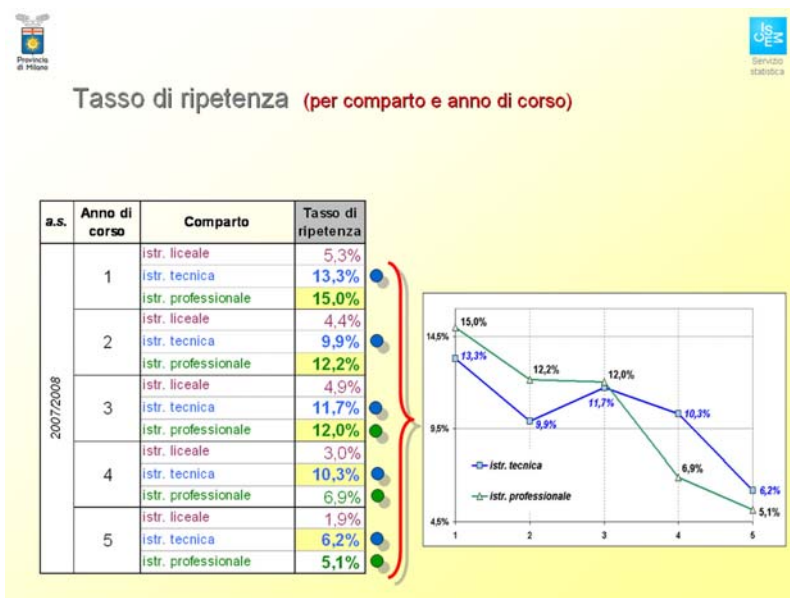 Provincia
di Milano
CISEM
Servizio
statistica
Tasso di ripetenza (per comparto e anno di corso)
a.s. Anno di corso Comparto Tasso di ripetenza
2007/2008
1 istr. liceale 5,3%
istr. tecnica 13,3%
istr. professionale 15,0%
2 istr. liceale 4,4%
istr. tecnica 9,9%
istr. professionale 12,2%
3 istr. liceale 4,9%
istr. tecnica 11,7%
istr. professionale 12,0%
4 istr. liceale 3,0%
istr. tecnica 10,3%
istr. professionale 6,9%
5 istr. liceale 1,9%
istr. tecnica 6,2%
istr. professionale 5,1%
14,5%
9,5%
4,5%
15,0%
13,3%
12,2%
9,9%
12,0%
11,7%
10,3%
6,9%
6,2%
5,1%
istr. tecnica
istr. professionale
1 2 3 4 5